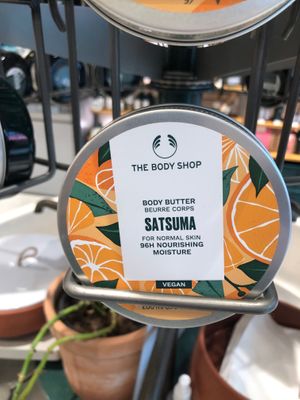 THE BODY SHOP
BODY BUTTER
BEURRE CORPS
SATSUMA
FOR NORMAL SKIN
96H NOURISHING
MOISTURE
VEGAN